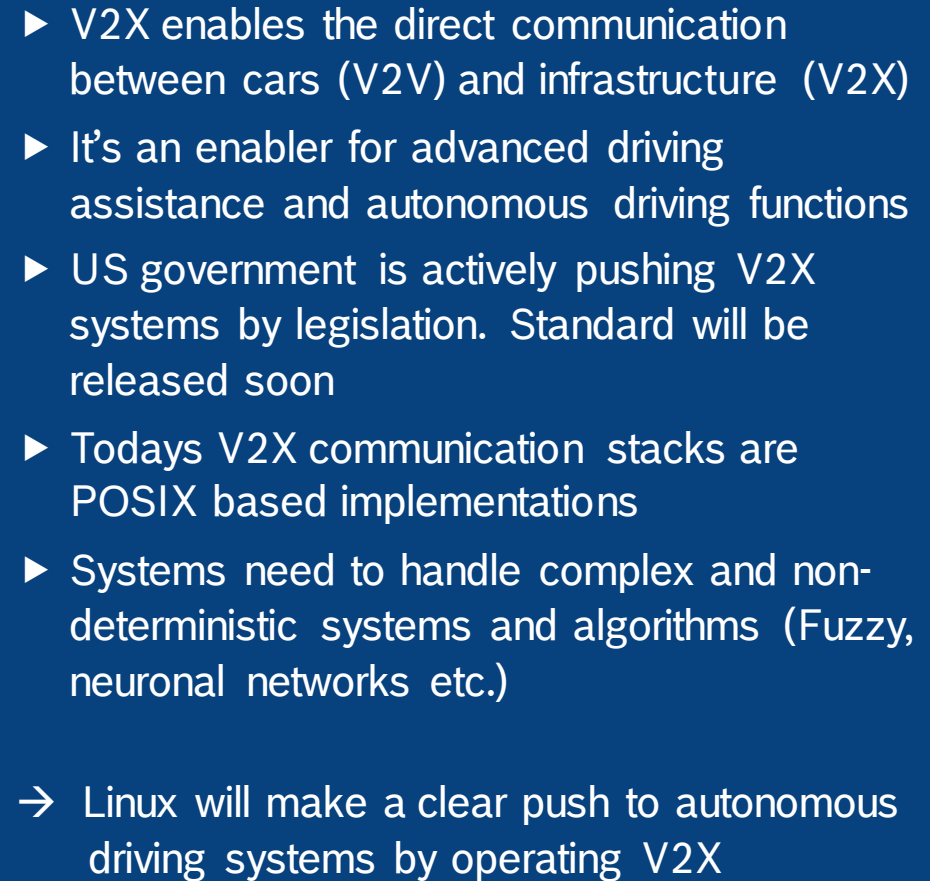 ▶ V2X enables the direct communication
between cars (V2V) and infrastructure (V2X)
▶ It's an enabler for advanced driving
assistance and autonomous driving functions
▶ US government is actively pushing V2X
systems by legislation. Standard will be
released soon
▶ Todays V2X communication stacks are
POSIX based implementations
▶ Systems need to handle complex and non-
deterministic systems and algorithms (Fuzzy,
neuronal networks etc.)
→ Linux will make a clear push to autonomous
driving systems by operating V2X